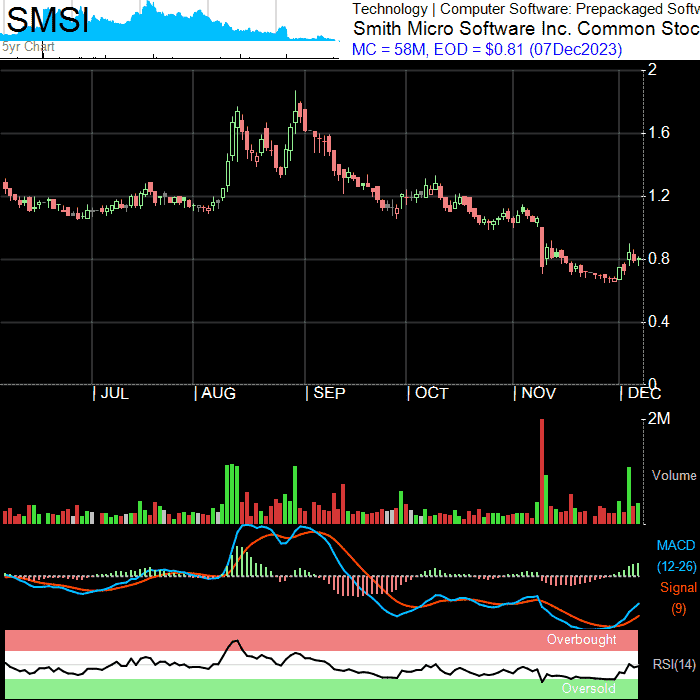 SMSI
5yr Chart
Technology | Computer Software: Prepackaged Softw
Smith Micro Software Inc. Common Stoc
MC = 58M, EOD = $0.81 (07Dec2023)
2
1.6
1.2
0.8
0.4
0
JUL AUG SEP OCT NOV DEC
2M
Volume
MACD
(12-26)
Signal
(9)
Overbought
RSI(14)
Oversold